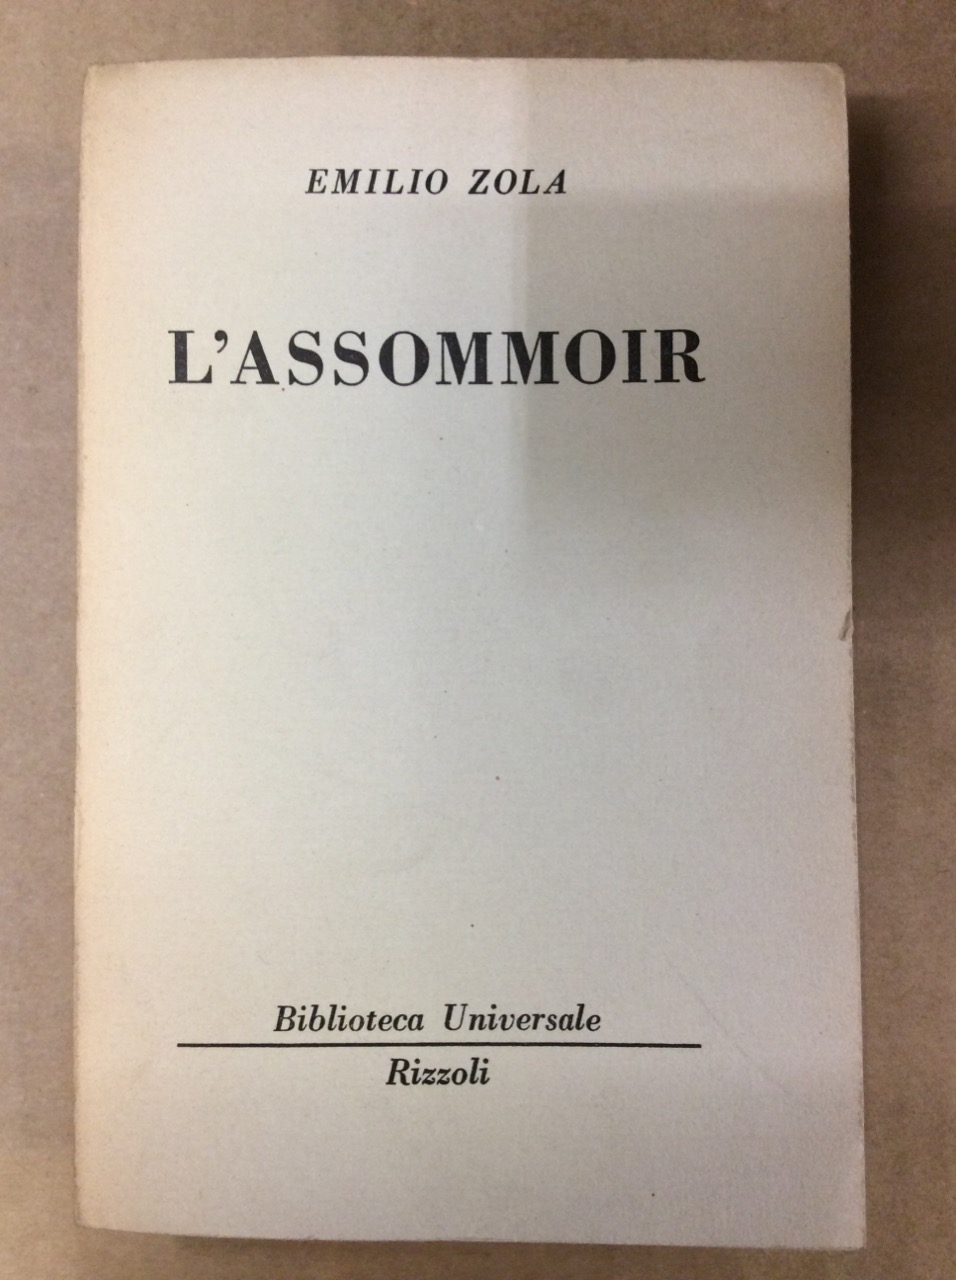 EMILIO ZOLA
L'ASSOMMOIR
Biblioteca Universale
Rizzoli